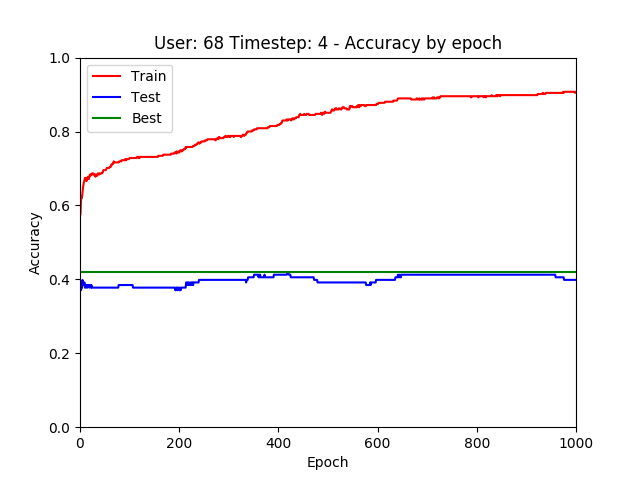 User: 68 Timestep: 4 - Accuracy by epoch
1.0
0.8
0.6
0.4
0.2
0.0
Accuracy
Train
Test
Best
0 200 400 600 800 1000
Epoch